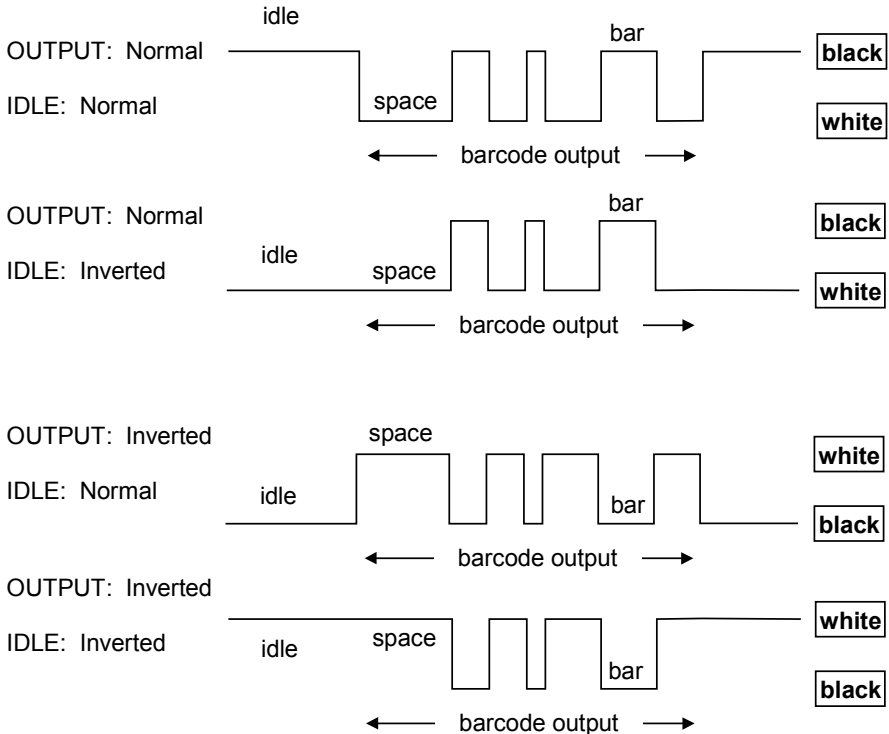 idle
OUTPUT: Normal
bar
black
IDLE: Normal
space
white
barcode output
OUTPUT: Normal
bar
black
IDLE: Inverted
idle
space
white
barcode output
OUTPUT: Inverted
space
white
IDLE: Normal
idle
bar
black
barcode output
OUTPUT: Inverted
white
IDLE: Inverted
idle
space
bar
black
barcode output